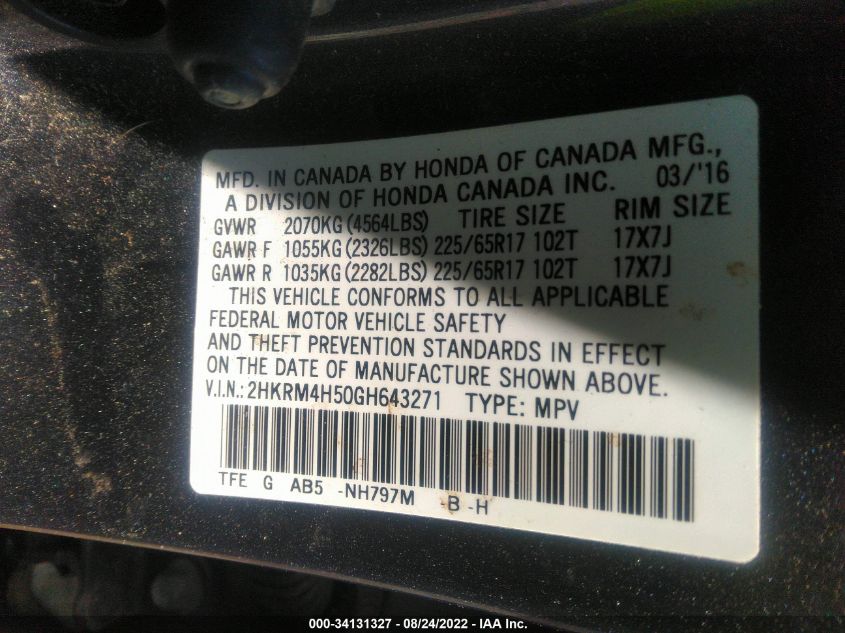 MFD. IN CANADA BY HONDA OF CANADA MFG.,
A DIVISION OF HONDA CANADA INC. 03/'16
GVWR 2070KG (4564LBS) TIRE SIZE RIM SIZE
GAWR F 1055KG (2326LBS) 225/65R17 102T 17X7J
GAWR R 1035KG (2282LBS) 225/65R17 102T 17X7J
THIS VEHICLE CONFORMS TO ALL APPLICABLE
FEDERAL MOTOR VEHICLE SAFETY
AND THEFT PREVENTION STANDARDS IN EFFECT
ON THE DATE OF MANUFACTURE SHOWN ABOVE.
V.I.N.: 2HKRM4H50GH643271 TYPE: MPV
TFE G AB5 -NH797M -B -H
000-34131327 - 08/24/2022 - IAA Inc.